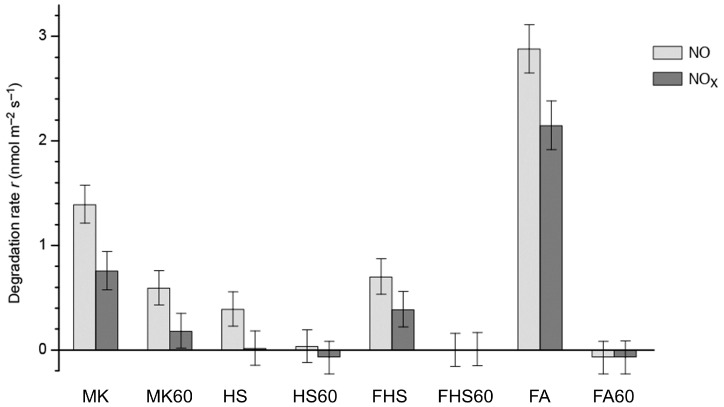 Degradation rate r (nmol m⁻² s⁻¹)
3
2
1
0
NO
NOX
MK MK60 HS HS60 FHS FHS60 FA FA60